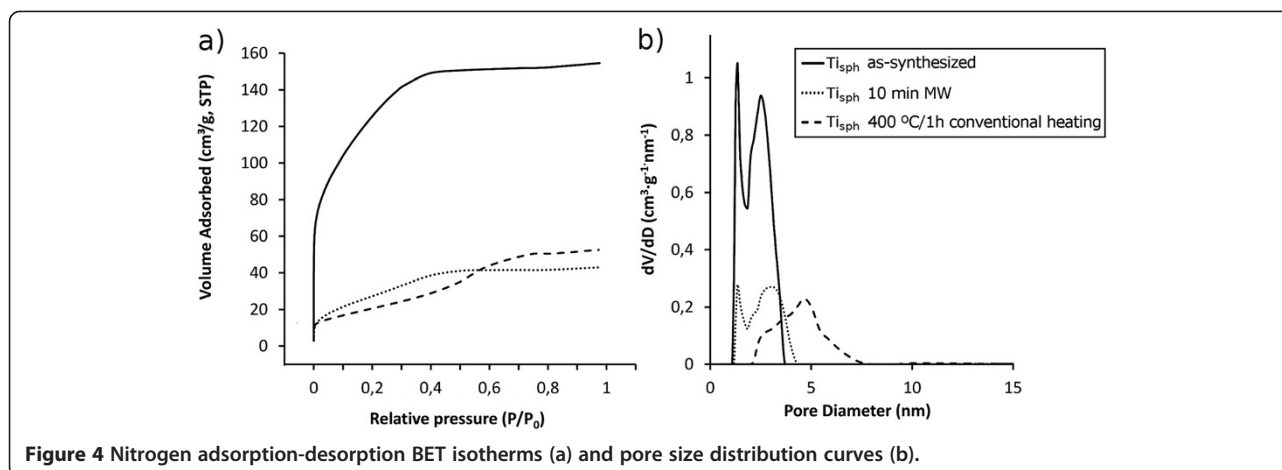 a)
160
140
120
100
80
60
40
20
0
Volume Adsorbed (cm³/g, STP)
0
0,2
0,4
0,6
0,8
1
Relative pressure (P/P₀)
b)
Ti_sph as-synthesized
Ti_sph 10 min MW
Ti_sph 400 ºC/1h conventional heating
1
0,8
0,6
0,4
0,2
0
dV/dD (cm³·g⁻¹·nm⁻¹)
0
5
10
15
Pore Diameter (nm)
Figure 4 Nitrogen adsorption-desorption BET isotherms (a) and pore size distribution curves (b).